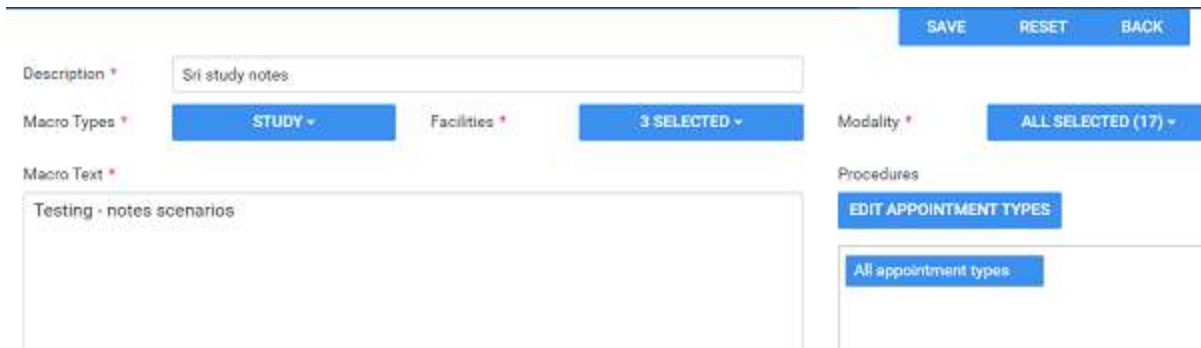 SAVE RESET BACK
Description * Sri study notes
Macro Types * STUDY Facilities * 3 SELECTED Modality * ALL SELECTED (17)
Macro Text * Procedures
Testing - notes scenarios EDIT APPOINTMENT TYPES
All appointment types